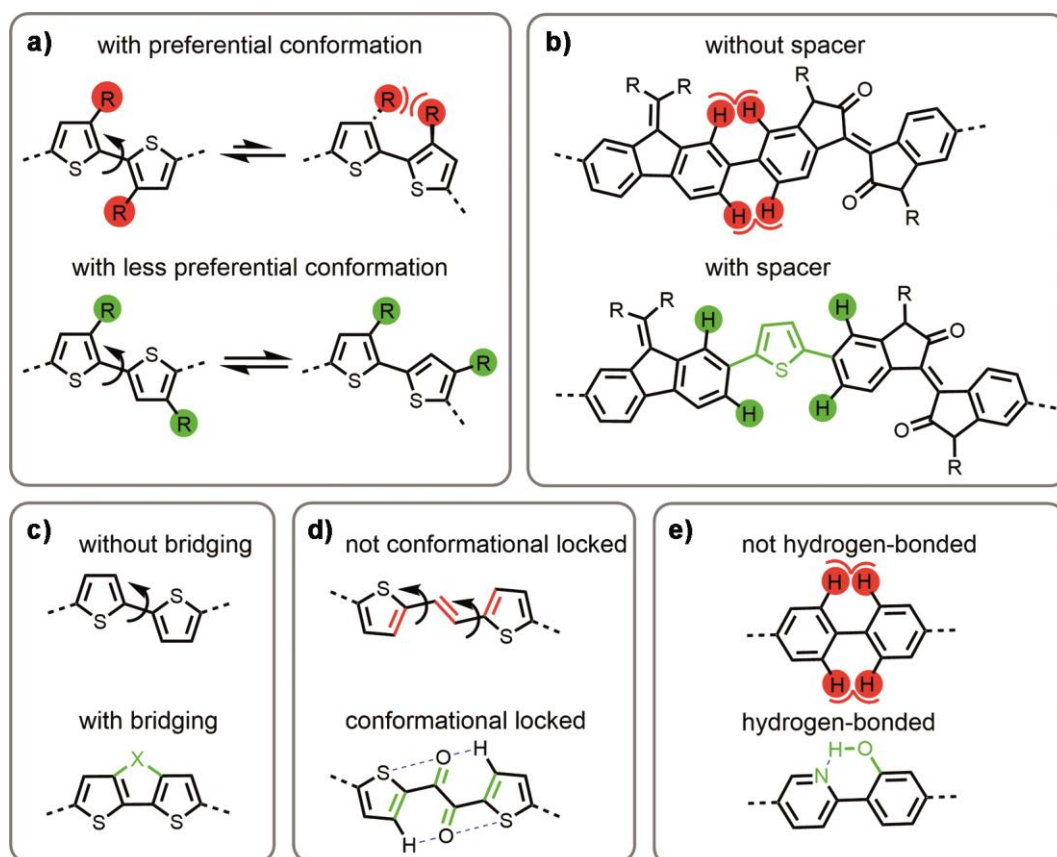 a)
with preferential conformation
R
S
S
R
R
R
S
S
with less preferential conformation
R
S
S
R
R
S
S
R
b)
without spacer
R
R
R
O
H
H
H
H
O
R
with spacer
R
R
H
H
R
O
S
H
H
O
R
c)
without bridging
S
S
with bridging
X
S
S
d)
not conformational locked
S
S
conformational locked
S
O
H
H
O
S
e)
not hydrogen-bonded
H
H
H
H
hydrogen-bonded
H
O
N